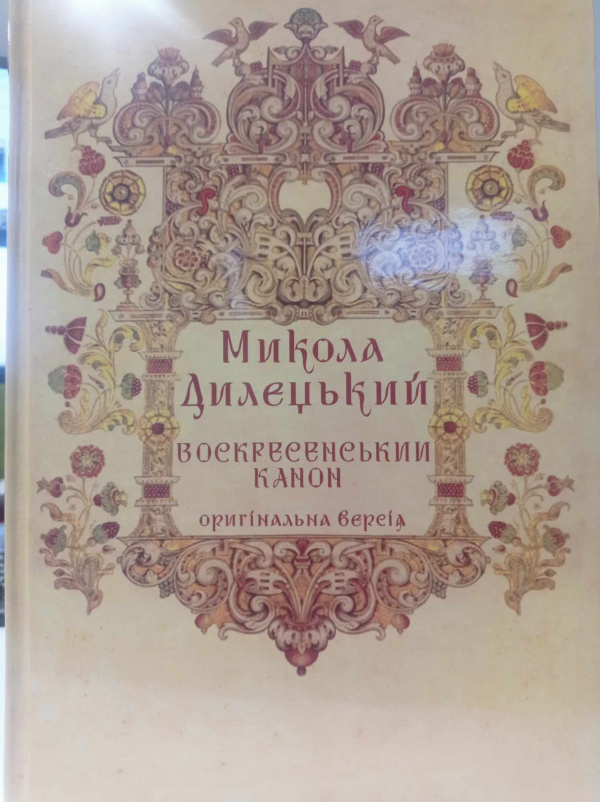 Микола
Дилецький
ВОСКРЕСЕНСЬКИЙ
КАНОН
оригінальна версія